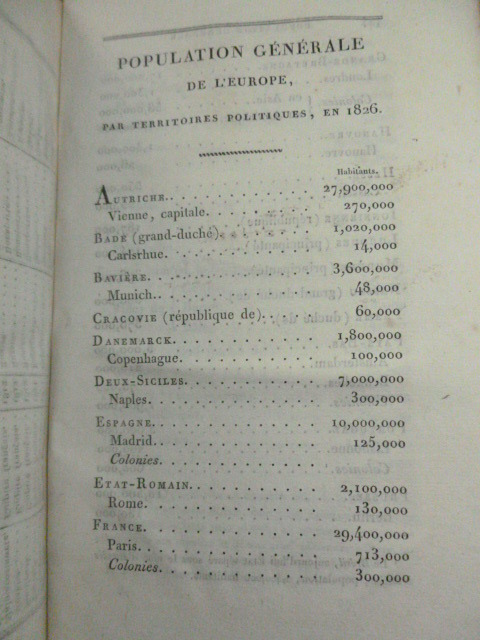 POPULATION GÉNÉRALE
DE L'EUROPE,
PAR TERRITOIRES POLITIQUES, EN 1826.
Habitants.
AUTRICHE. 27,900,000
Vienne, capitale. 270,000
BADE (grand-duché). 1,020,000
Carlsrhue. 14,000
BAVIÈRE. 3,600,000
Munich. 48,000
CRACOVIE (république de). 60,000
DANEMARCK. 1,800,000
Copenhague. 100,000
DEUX-SICILES. 7,000,000
Naples. 300,000
ESPAGNE. 10,000,000
Madrid. 125,000
Colonies.
ETAT-ROMAIN. 2,100,000
Rome. 130,000
FRANCE. 29,400,000
Paris. 713,000
Colonies. 300,000